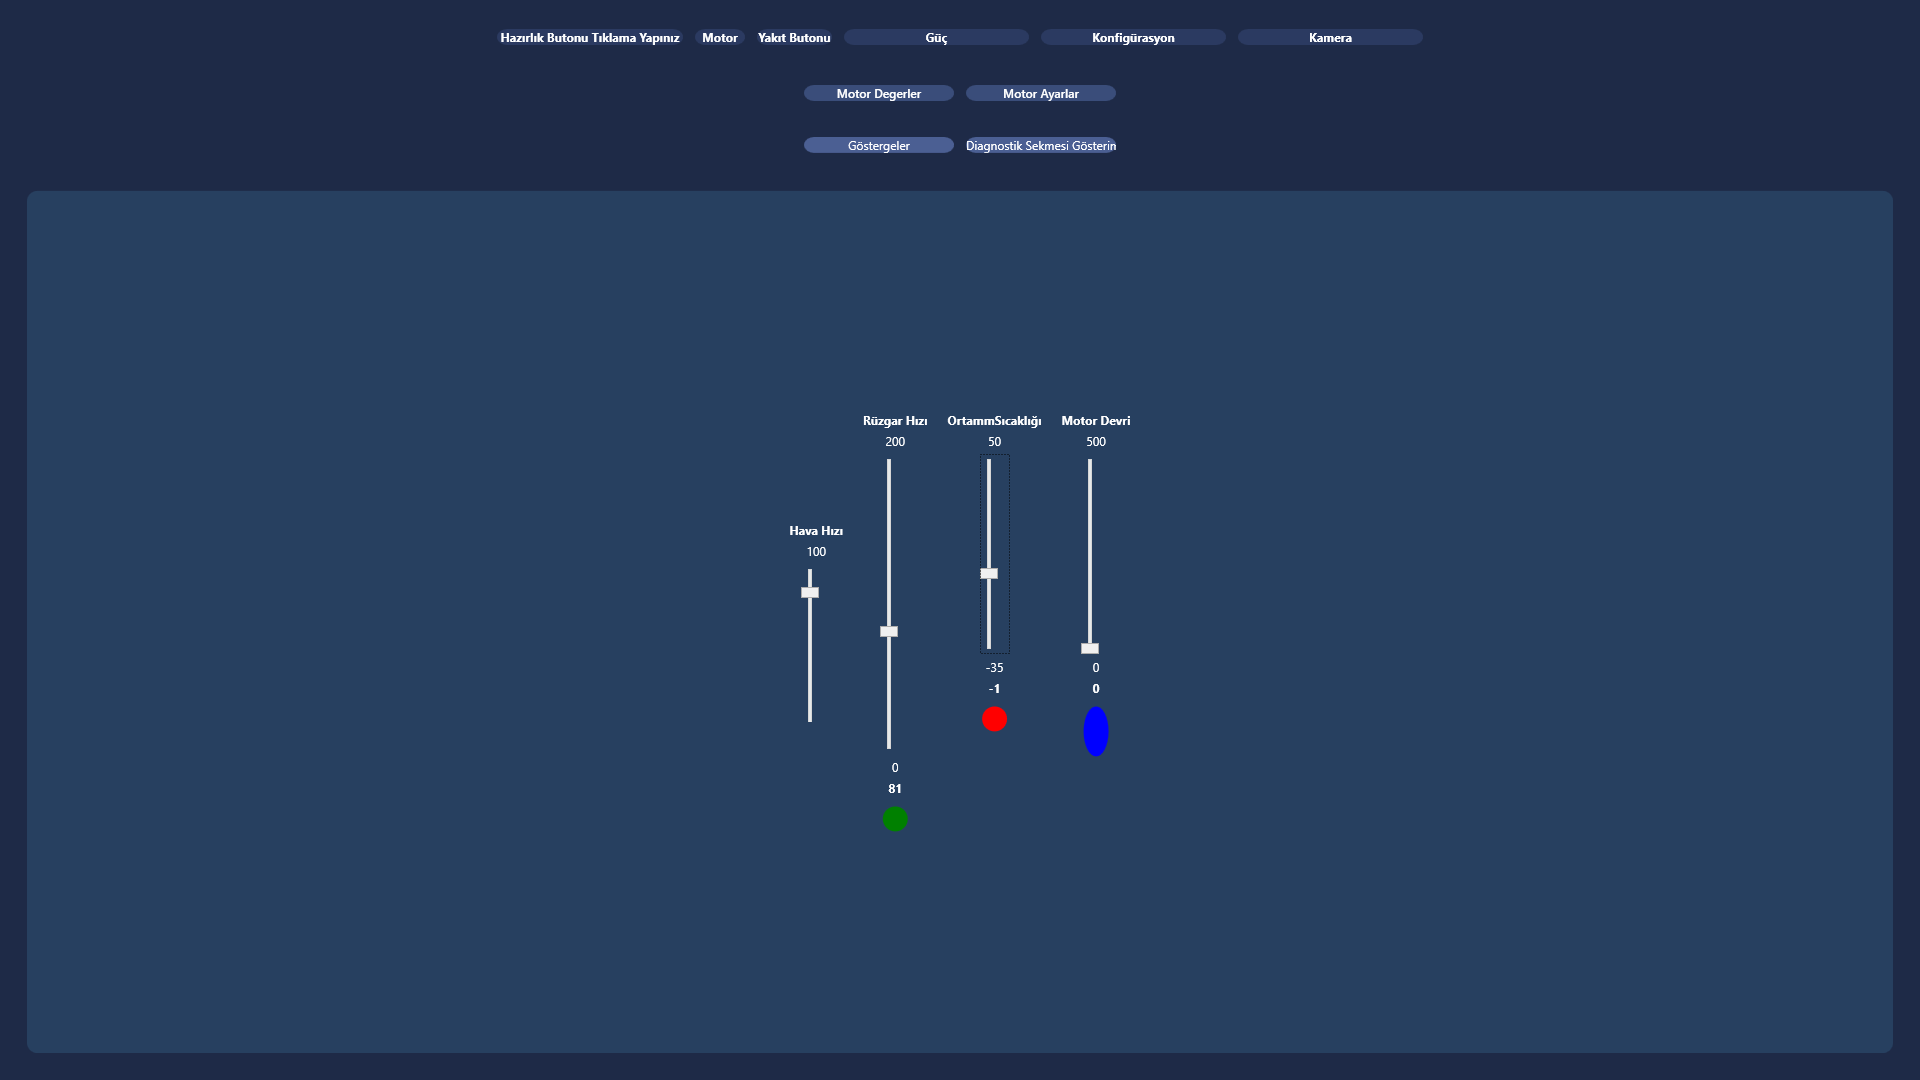 Hazırlık Butonu Tıklama Yapınız
Motor
Yakıt Butonu
Güç
Konfigürasyon
Kamera
Motor Degerler
Motor Ayarlar
Göstergeler
Diagnostik Sekmesi Gösterin
Hava Hızı
100
Rüzgar Hızı
200
0
81
OrtammSıcaklığı
50
-35
-1
Motor Devri
500
0
0